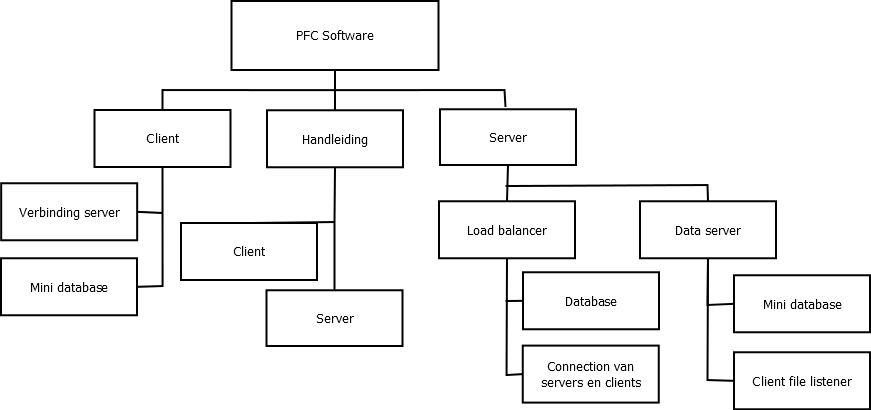 PFC Software
Client
Handleiding
Server
Verbinding server
Mini database
Client
Server
Load balancer
Data server
Database
Connection van
servers en clients
Mini database
Client file listener